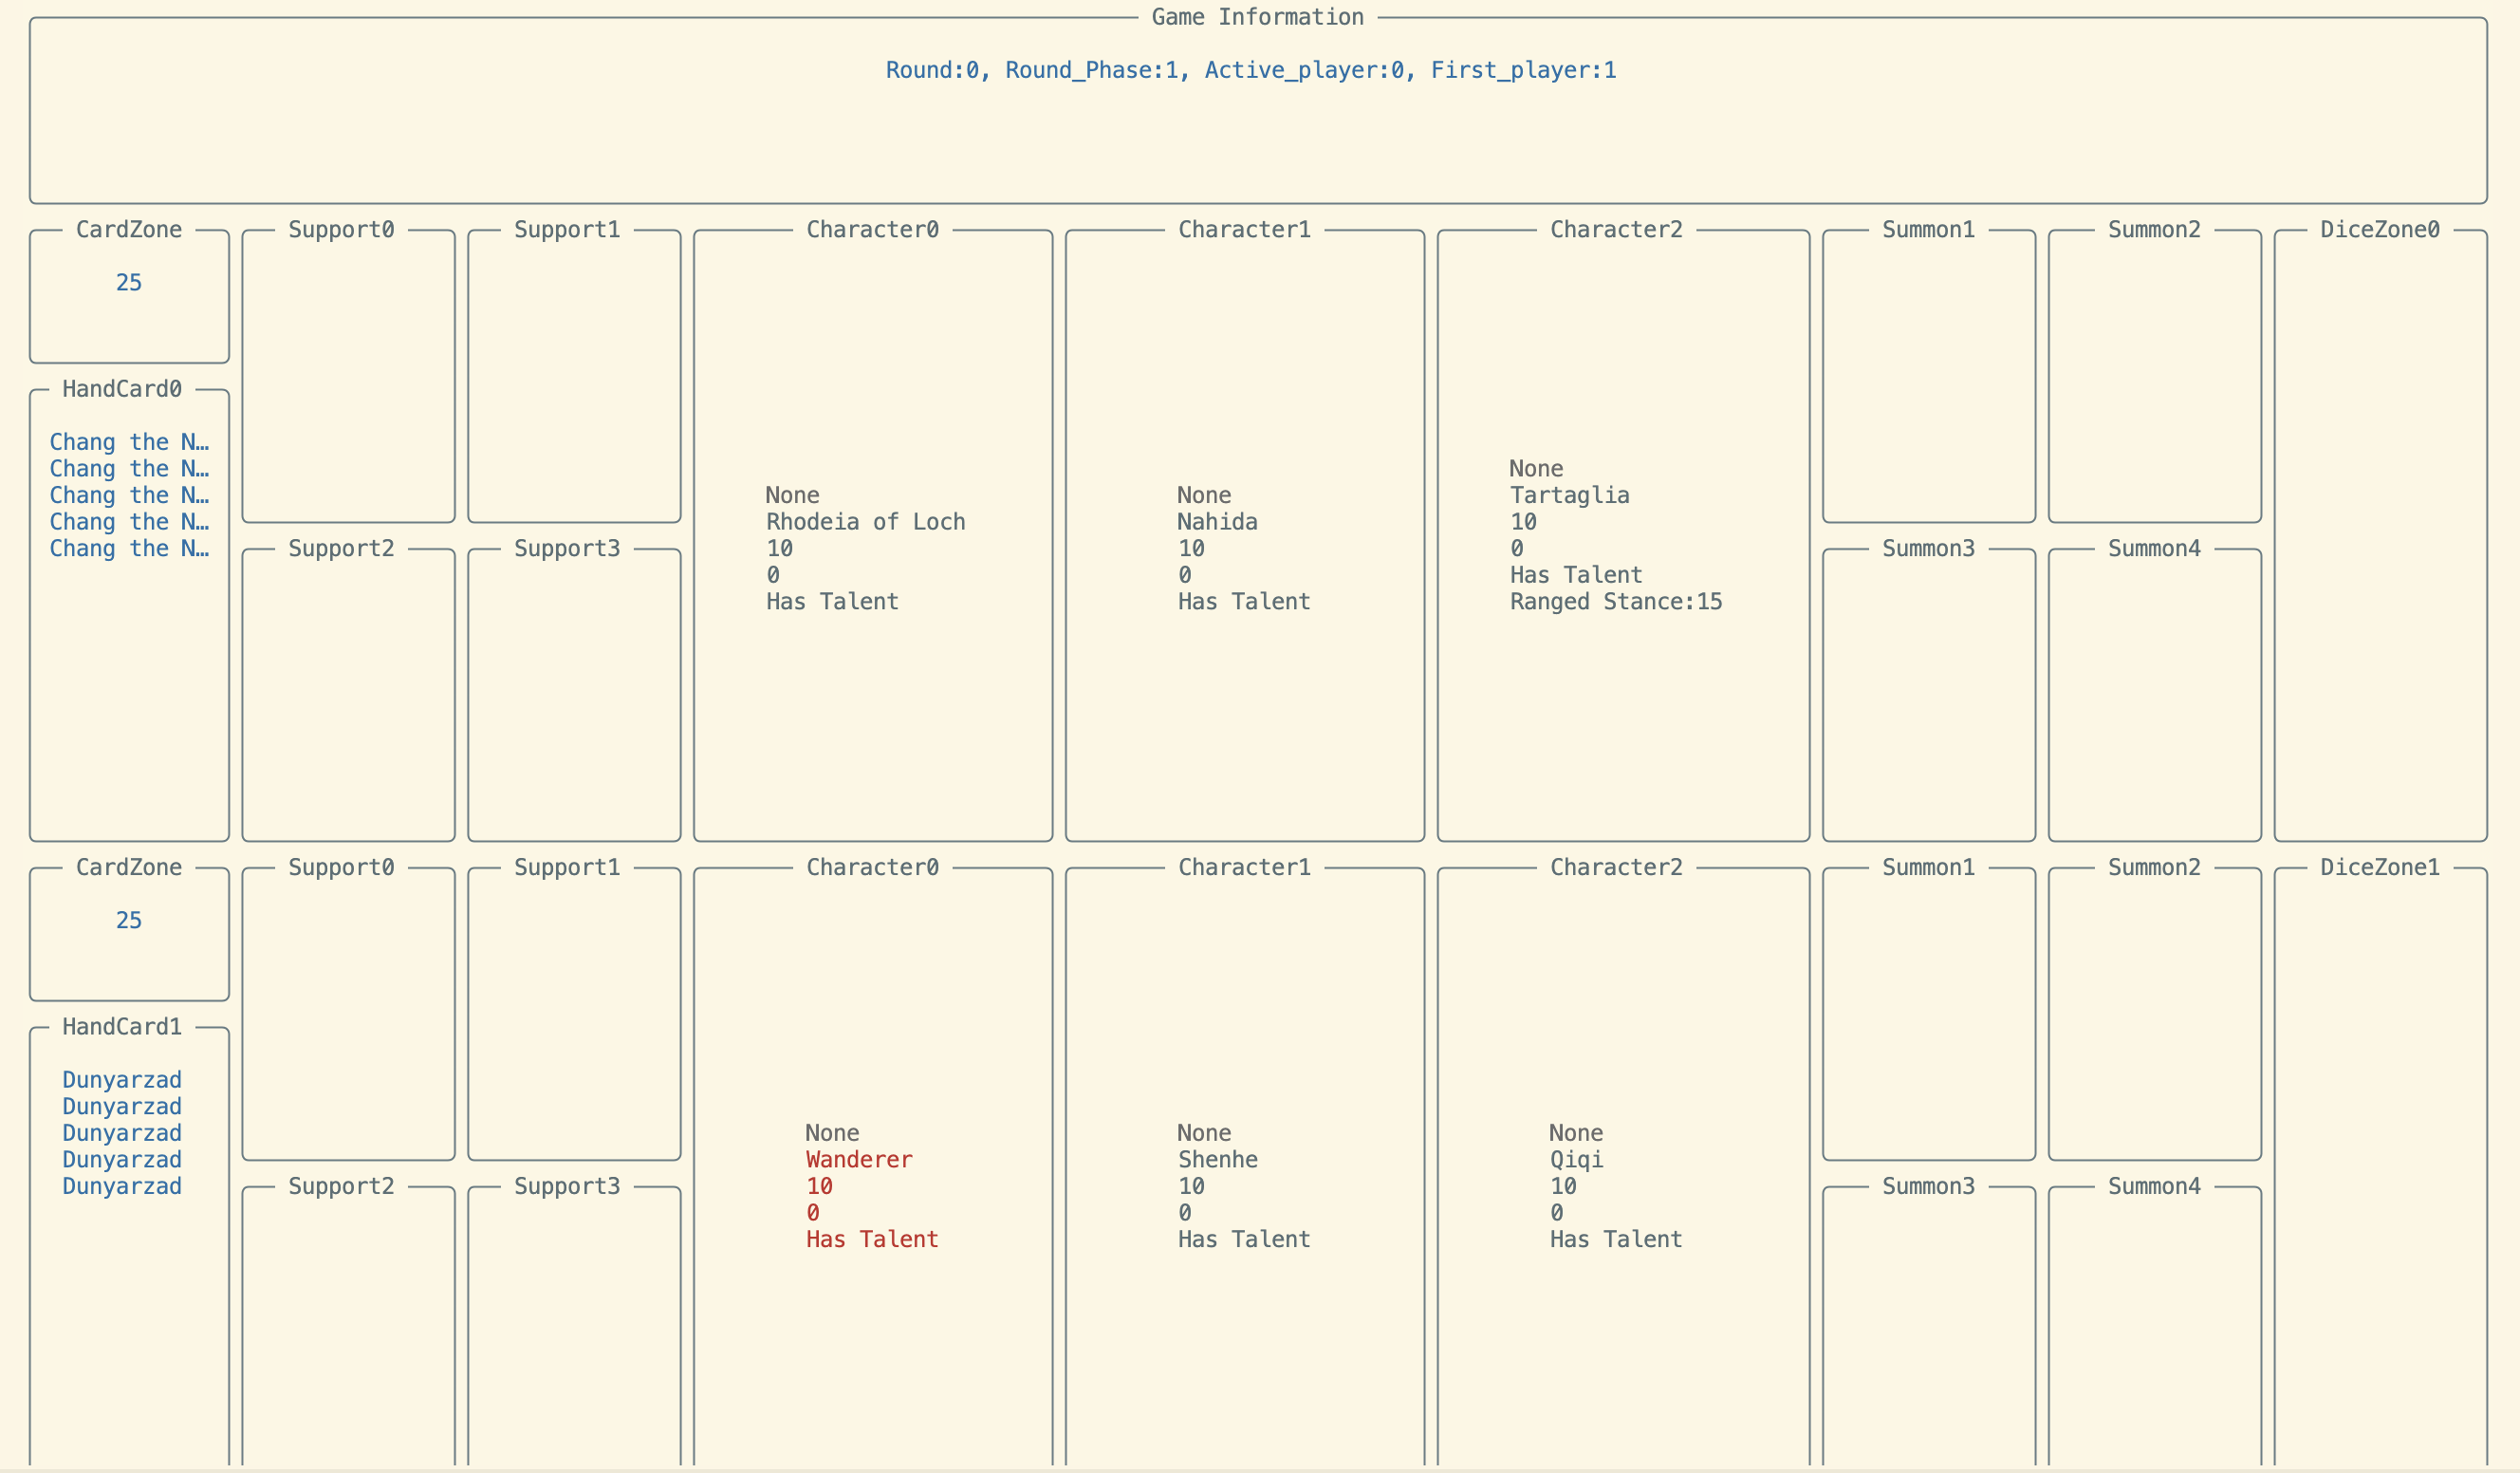 Game Information
Round:0, Round_Phase:1, Active_player:0, First_player:1
CardZone
25
HandCard0
Chang the N…
Chang the N…
Chang the N…
Chang the N…
Chang the N…
Support0
Support1
Support2
Support3
Character0
None
Rhodeia of Loch
10
0
Has Talent
Character1
None
Nahida
10
0
Has Talent
Character2
None
Tartaglia
10
0
Has Talent
Ranged Stance:15
Summon1
Summon2
Summon3
Summon4
DiceZone0
CardZone
25
HandCard1
Dunyarzad
Dunyarzad
Dunyarzad
Dunyarzad
Dunyarzad
Support0
Support1
Support2
Support3
Character0
None
Wanderer
10
0
Has Talent
Character1
None
Shenhe
10
0
Has Talent
Character2
None
Qiqi
10
0
Has Talent
Summon1
Summon2
Summon3
Summon4
DiceZone1